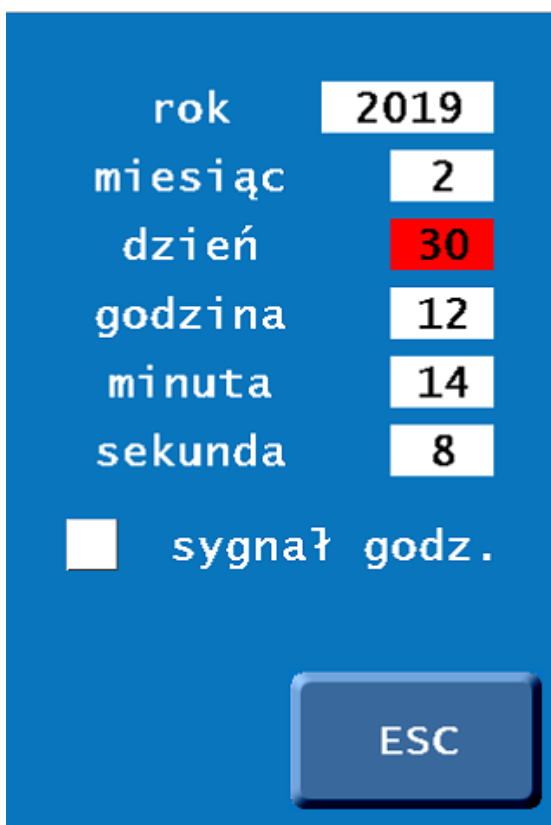 rok 2019
miesiąc 2
dzień 30
godzina 12
minuta 14
sekunda 8
sygnał godz.
ESC